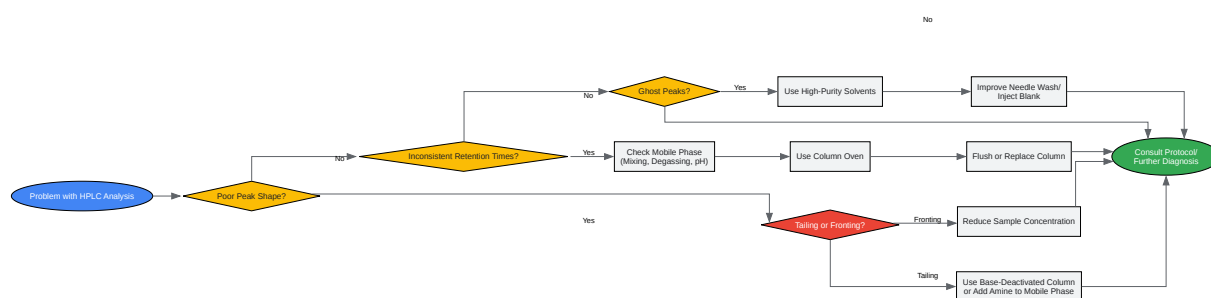 No
Ghost Peaks?
Yes
Use High-Purity Solvents
Improve Needle Wash/
Inject Blank
No
Inconsistent Retention Times?
Yes
Check Mobile Phase
(Mixing, Degassing, pH)
Use Column Oven
Flush or Replace Column
Consult Protocol/
Further Diagnosis
No
Problem with HPLC Analysis
Poor Peak Shape?
Yes
Tailing or Fronting?
Fronting
Reduce Sample Concentration
Tailing
Use Base-Deactivated Column
or Add Amine to Mobile Phase